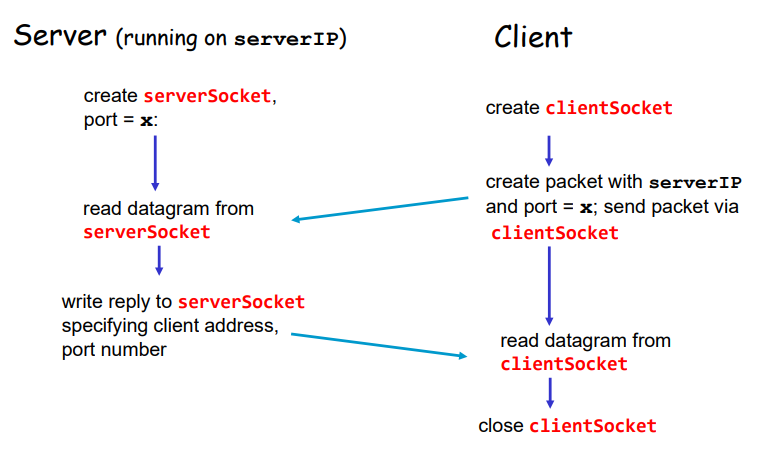 Server (running on serverIP)
Client
create serverSocket,
port = x:
create clientSocket
create packet with serverIP
and port = x; send packet via
clientSocket
read datagram from
serverSocket
write reply to serverSocket
specifying client address,
port number
read datagram from
clientSocket
close clientSocket